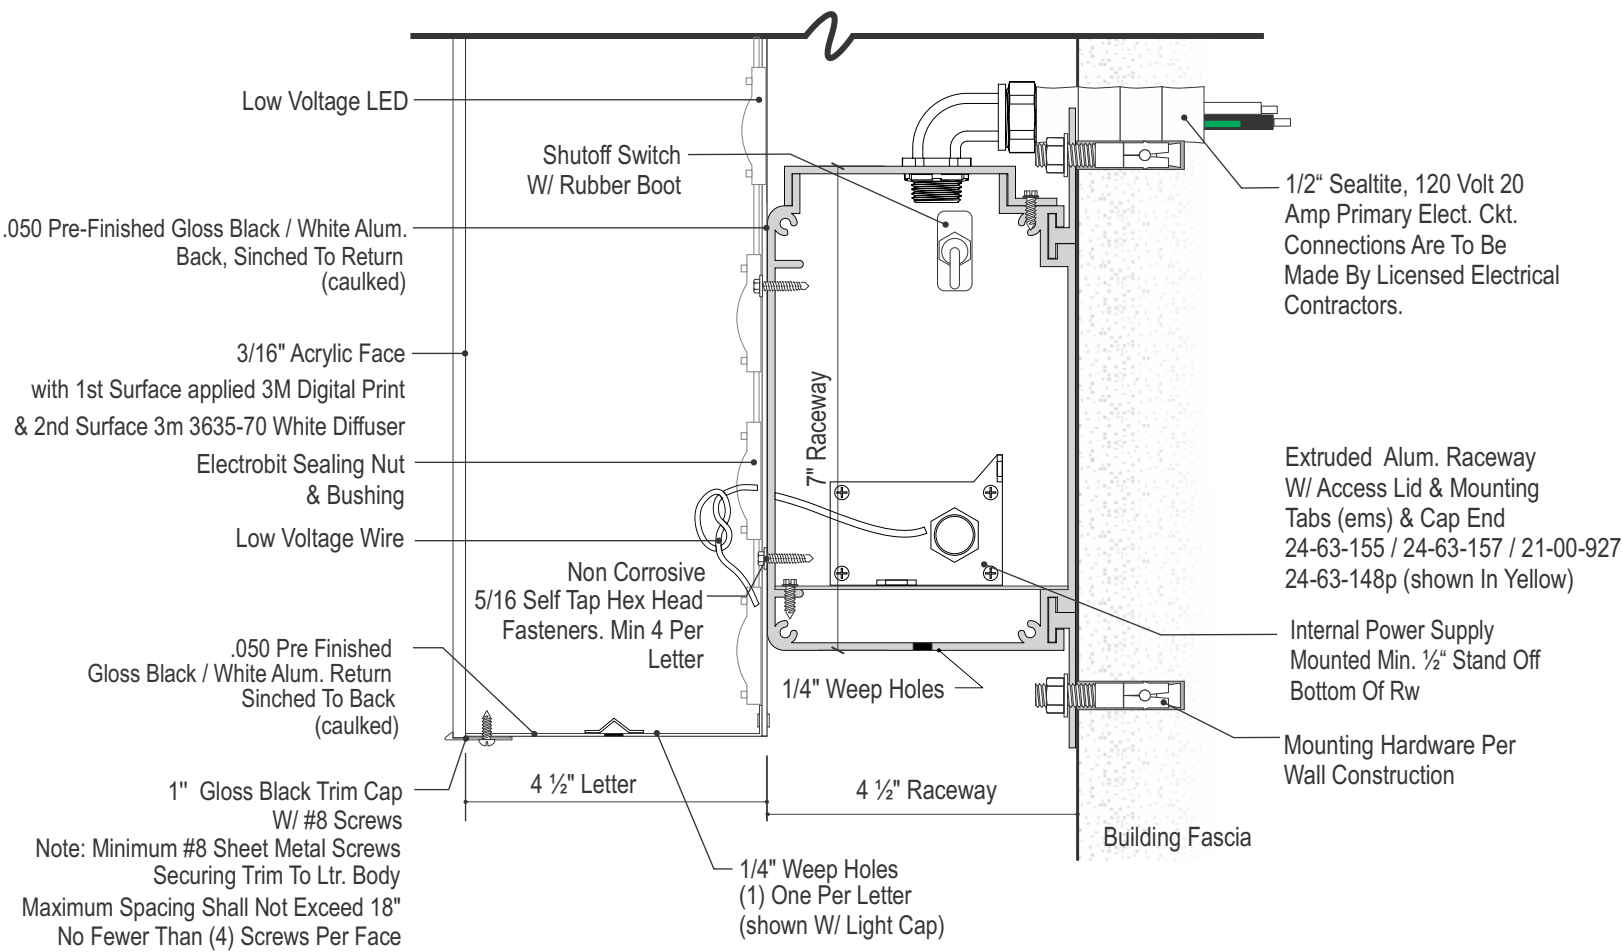 Low Voltage LED
Shutoff Switch
W/ Rubber Boot
.050 Pre-Finished Gloss Black / White Alum.
Back, Sinched To Return
(caulked)
3/16" Acrylic Face
with 1st Surface applied 3M Digital Print
& 2nd Surface 3m 3635-70 White Diffuser
Electrobit Sealing Nut
& Bushing
Low Voltage Wire
Non Corrosive
5/16 Self Tap Hex Head
Fasteners. Min 4 Per
Letter
.050 Pre Finished
Gloss Black / White Alum. Return
Sinched To Back
(caulked)
1" Gloss Black Trim Cap
W/ #8 Screws
Note: Minimum #8 Sheet Metal Screws
Securing Trim To Ltr. Body
Maximum Spacing Shall Not Exceed 18"
No Fewer Than (4) Screws Per Face
4 ½" Letter
7" Raceway
1/4" Weep Holes
4 ½" Raceway
1/4" Weep Holes
(1) One Per Letter
(shown W/ Light Cap)
1/2“ Sealtite, 120 Volt 20
Amp Primary Elect. Ckt.
Connections Are To Be
Made By Licensed Electrical
Contractors.
Extruded Alum. Raceway
W/ Access Lid & Mounting
Tabs (ems) & Cap End
24-63-155 / 24-63-157 / 21-00-927
24-63-148p (shown In Yellow)
Internal Power Supply
Mounted Min. ½“ Stand Off
Bottom Of Rw
Mounting Hardware Per
Wall Construction
Building Fascia